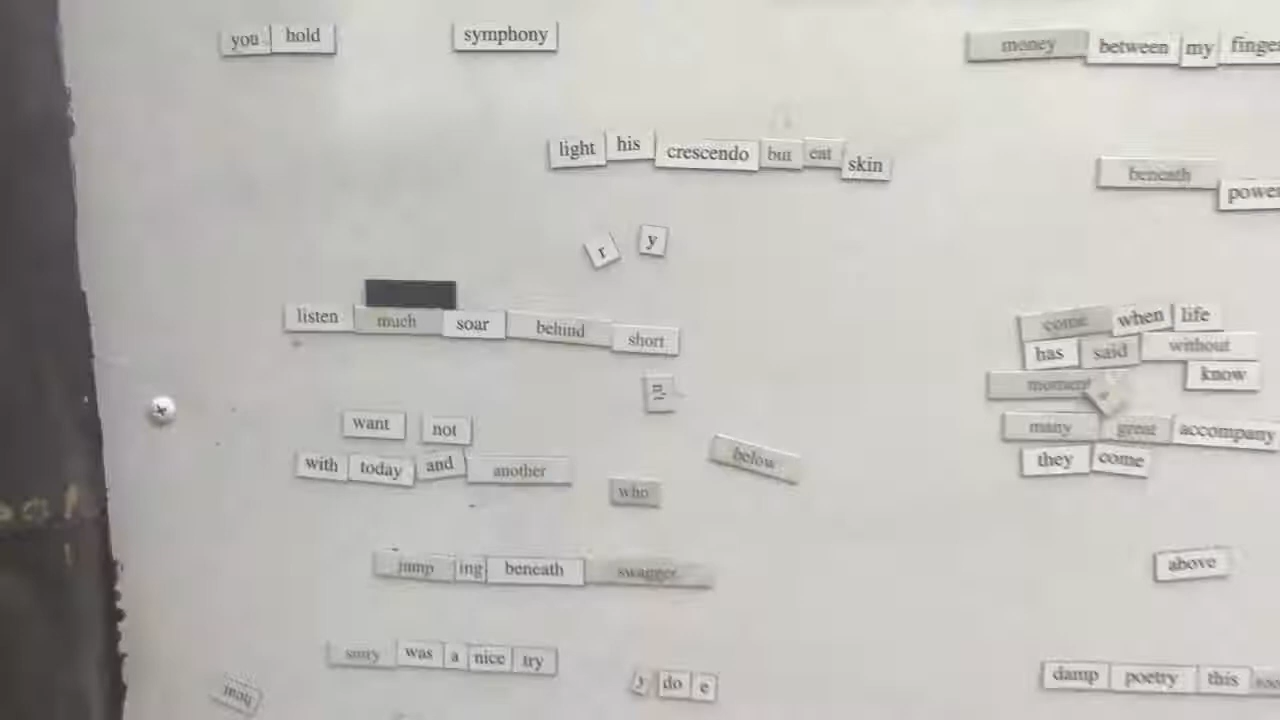 you hold
symphony
money between my finge
light his crescendo but eat skin
beneath
power
r y
listen much soar behind short
come when life
has said without
moment know
want not
many great accompany
with today and another
below
they come
who
jump ing beneath swagger
above
was a nice try
y do e
damp poetry this